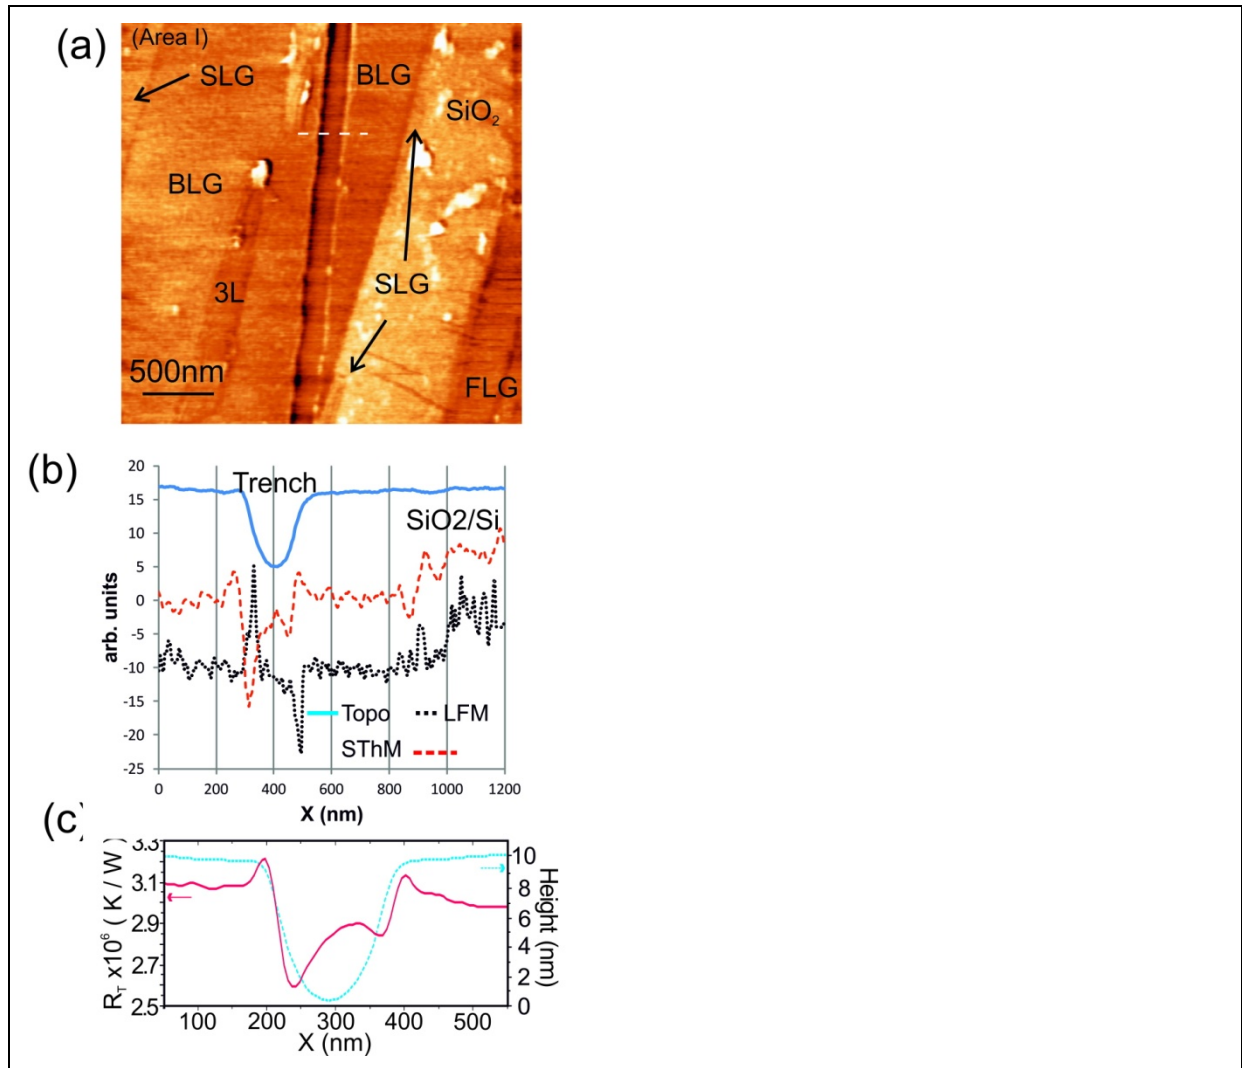 (a)
(Area I)
SLG
BLG
SiO2
BLG
SLG
3L
500nm
FLG
(b)
20
15
10
5
0
-5
-10
-15
-20
-25
arb. units
Trench
SiO2/Si
Topo LFM
SThM
0 200 400 600 800 1000 1200
X (nm)
(c)
3.3
3.1
2.9
2.7
2.5
R_T x10^6 ( K / W )
10
8
6
4
2
0
Height (nm)
100 200 300 400 500
X (nm)